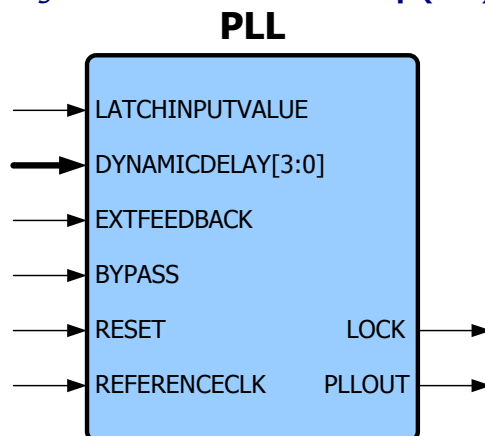 PLL
LATCHINPUTVALUE
DYNAMICDELAY[3:0]
EXTFEEDBACK
BYPASS
RESET LOCK
REFERENCECLK PLLOUT